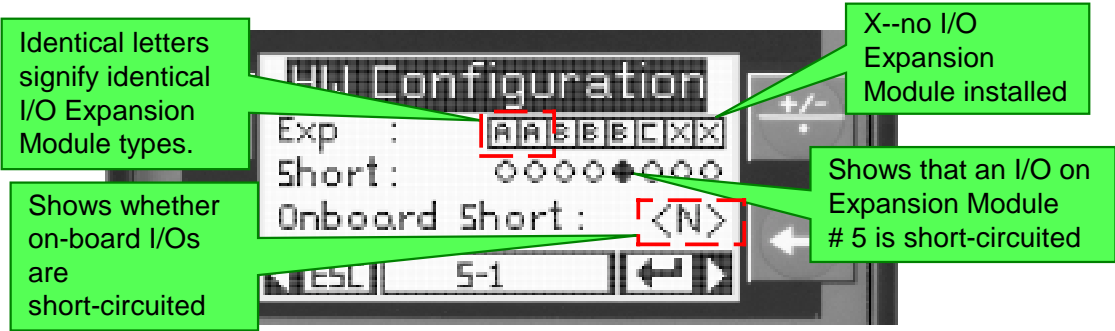 Identical letters
signify identical
I/O Expansion
Module types.
X--no I/O
Expansion
Module installed
HW Configuration
Exp : A A B B B C X X
Short:
Onboard Short: <N>
ESC 5-1
+/-
Shows whether
on-board I/Os
are
short-circuited
Shows that an I/O on
Expansion Module
# 5 is short-circuited